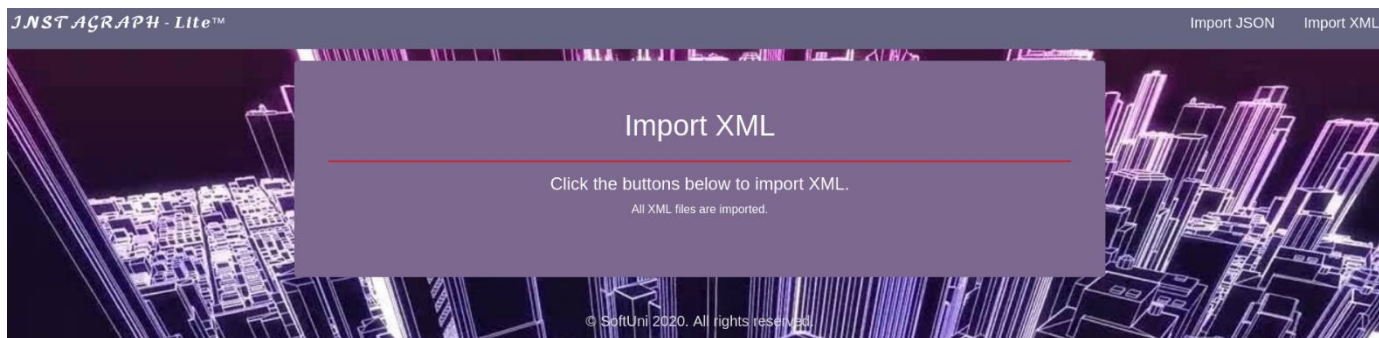 INSTAGRAPH - Lite™
Import JSON
Import XML
Import XML
Click the buttons below to import XML.
All XML files are imported.
© SoftUni 2020. All rights reserved.